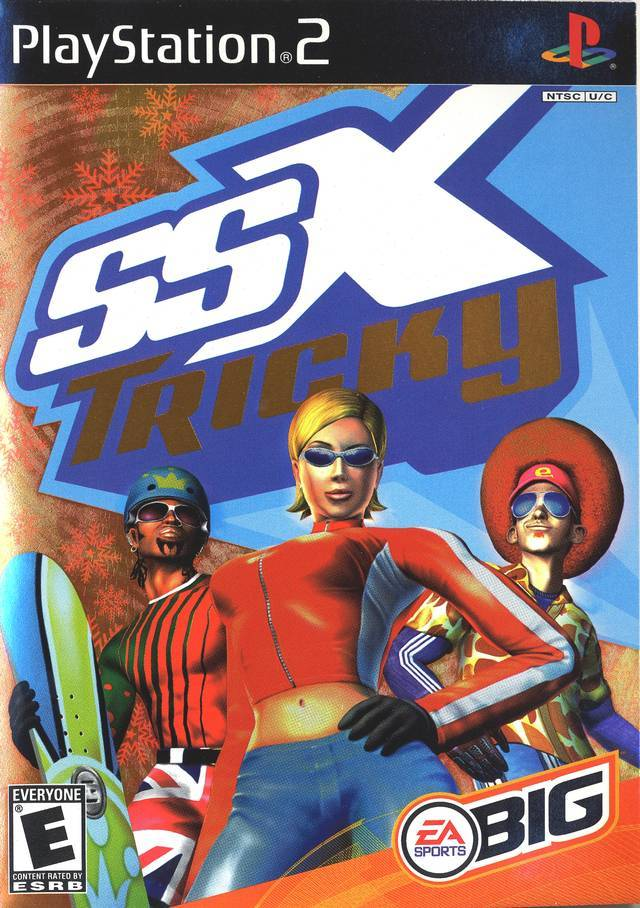 PlayStation®2
NTSC U/C
SSX
TRICKY
e
EVERYONE
E
®
CONTENT RATED BY
ESRB
EA
SPORTS
BIG